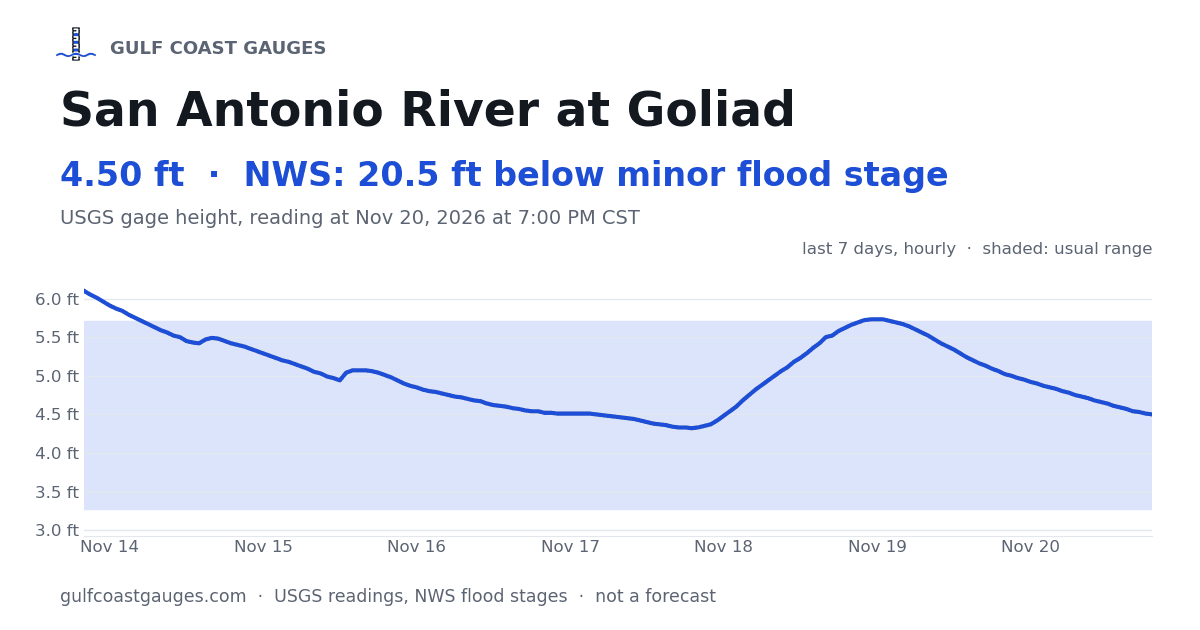 GULF COAST GAUGES
San Antonio River at Goliad
4.50 ft · NWS: 20.5 ft below minor flood stage
USGS gage height, reading at Nov 20, 2026 at 7:00 PM CST
last 7 days, hourly · shaded: usual range
6.0 ft
5.5 ft
5.0 ft
4.5 ft
4.0 ft
3.5 ft
3.0 ft
Nov 14 Nov 15 Nov 16 Nov 17 Nov 18 Nov 19 Nov 20
gulfcoastgauges.com · USGS readings, NWS flood stages · not a forecast